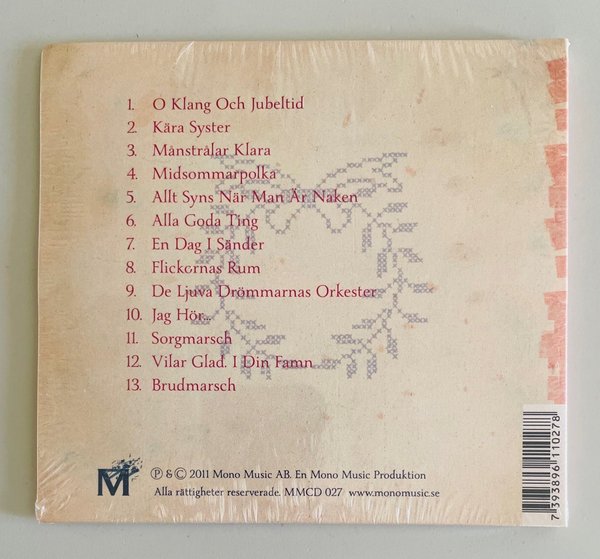 1. O Klang Och Jubeltid
2. Kära Syster
3. Månstrålar Klara
4. Midsommarpolka
5. Allt Syns När Man Är Naken
6. Alla Goda Ting
7. En Dag I Sänder
8. Flickornas Rum
9. De Ljuva Drömmarnas Orkester
10. Jag Hör...
11. Sorgmarsch
12. Vilar Glad. I Din Famn
13. Brudmarsch
M
Ⓟ & © 2011 Mono Music AB. En Mono Music Produktion
Alla rättigheter reserverade. MMCD 027 www.monomusic.se
7 393896 110278